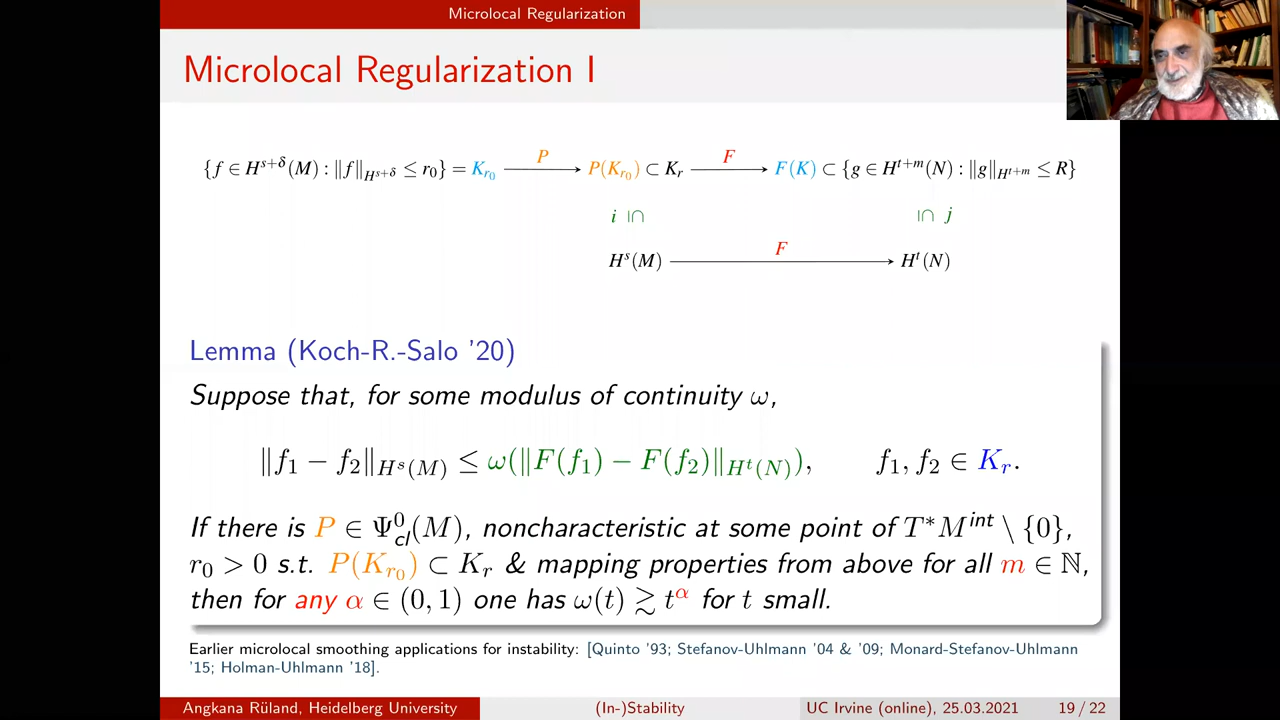 Microlocal Regularization
Microlocal Regularization I
{f ∈ H^{s+δ}(M) : ‖f‖_{H^{s+δ}} ≤ r_0} = K_{r_0} —P→ P(K_{r_0}) ⊂ K_r —F→ F(K) ⊂ {g ∈ H^{t+m}(N) : ‖g‖_{H^{t+m}} ≤ R}
i |∩ |∩ j
H^s(M) —F→ H^t(N)
Lemma (Koch-R.-Salo '20)
Suppose that, for some modulus of continuity ω,
‖f_1 − f_2‖_{H^s(M)} ≤ ω(‖F(f_1) − F(f_2)‖_{H^t(N)}), f_1, f_2 ∈ K_r.
If there is P ∈ Ψ^0_{cl}(M), noncharacteristic at some point of T*M^{int} \ {0},
r_0 > 0 s.t. P(K_{r_0}) ⊂ K_r & mapping properties from above for all m ∈ ℕ,
then for any α ∈ (0, 1) one has ω(t) ≳ t^α for t small.
Earlier microlocal smoothing applications for instability: [Quinto '93; Stefanov-Uhlmann '04 & '09; Monard-Stefanov-Uhlmann
'15; Holman-Uhlmann '18].
Angkana Rüland, Heidelberg University (In-)Stability UC Irvine (online), 25.03.2021 19 / 22